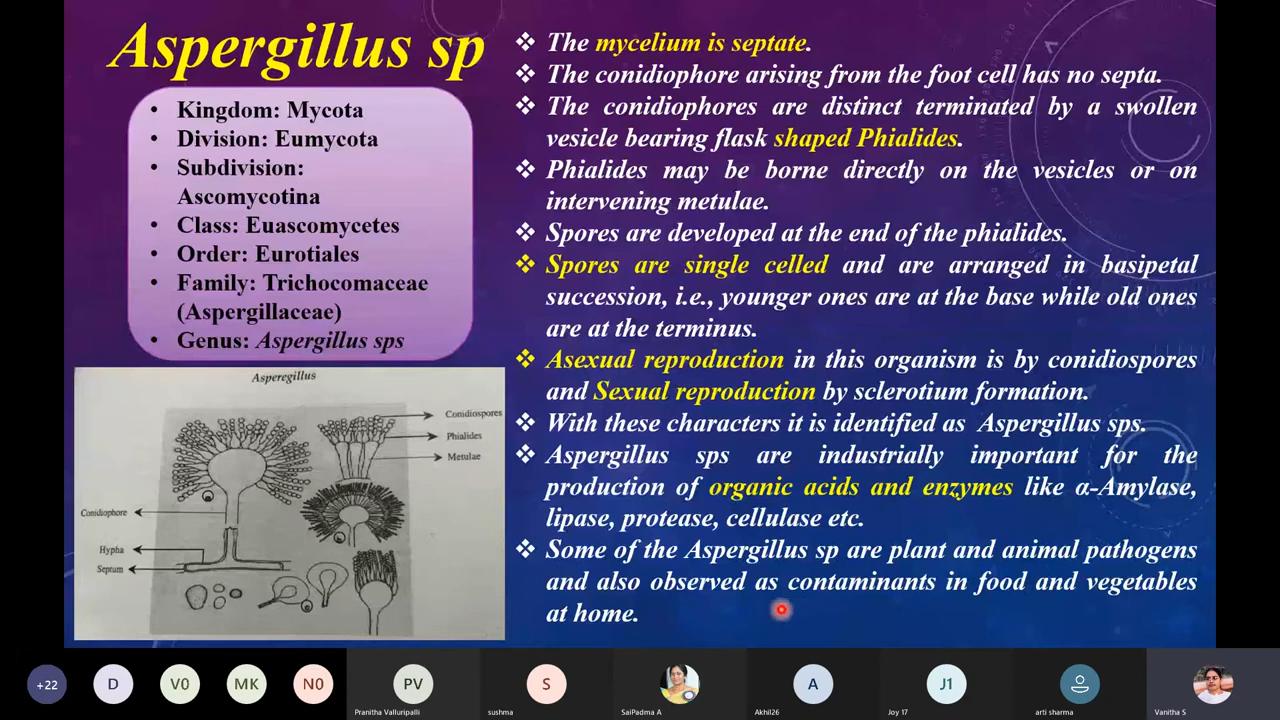 Aspergillus sp
• Kingdom: Mycota
• Division: Eumycota
• Subdivision:
Ascomycotina
• Class: Euascomycetes
• Order: Eurotiales
• Family: Trichocomaceae
(Aspergillaceae)
• Genus: Aspergillus sps
Asperegillus
Conidiospores
Phialides
Metulae
Conidiophore
Hypha
Septum
❖ The mycelium is septate.
❖ The conidiophore arising from the foot cell has no septa.
❖ The conidiophores are distinct terminated by a swollen
vesicle bearing flask shaped Phialides.
❖ Phialides may be borne directly on the vesicles or on
intervening metulae.
❖ Spores are developed at the end of the phialides.
❖ Spores are single celled and are arranged in basipetal
succession, i.e., younger ones are at the base while old ones
are at the terminus.
❖ Asexual reproduction in this organism is by conidiospores
and Sexual reproduction by sclerotium formation.
❖ With these characters it is identified as Aspergillus sps.
❖ Aspergillus sps are industrially important for the
production of organic acids and enzymes like α-Amylase,
lipase, protease, cellulase etc.
❖ Some of the Aspergillus sp are plant and animal pathogens
and also observed as contaminants in food and vegetables
at home.
+22 D V0 MK N0 PV S A J1
Pranitha Valluripalli sushma SaiPadma A Akhil26 Joy 17 arti sharma Vanitha S